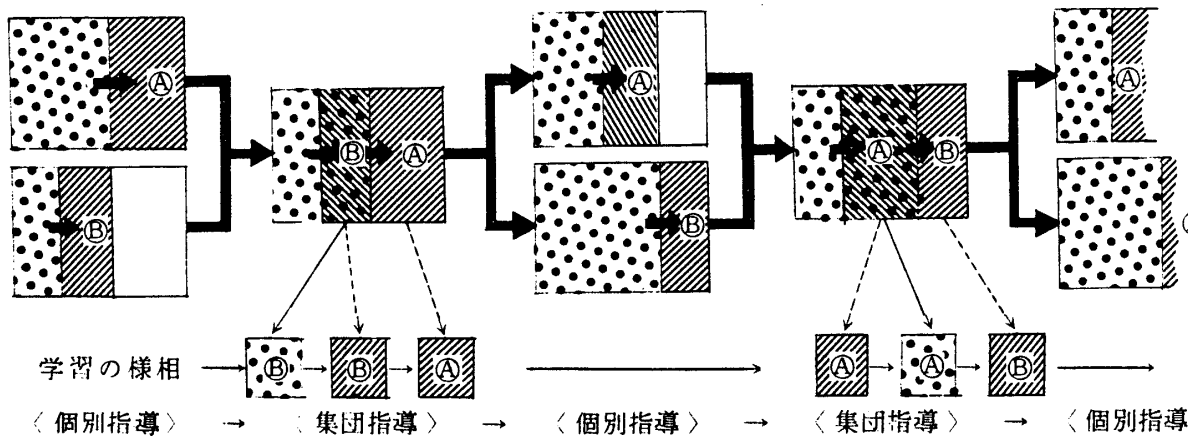 Ⓐ Ⓐ Ⓐ
Ⓑ Ⓐ Ⓐ Ⓑ
Ⓑ Ⓑ
学習の様相 → Ⓑ → Ⓑ → Ⓐ → Ⓐ → Ⓐ → Ⓑ →
〈個別指導〉 → 〈集団指導〉 → 〈個別指導〉 → 〈集団指導〉 → 〈個別指導